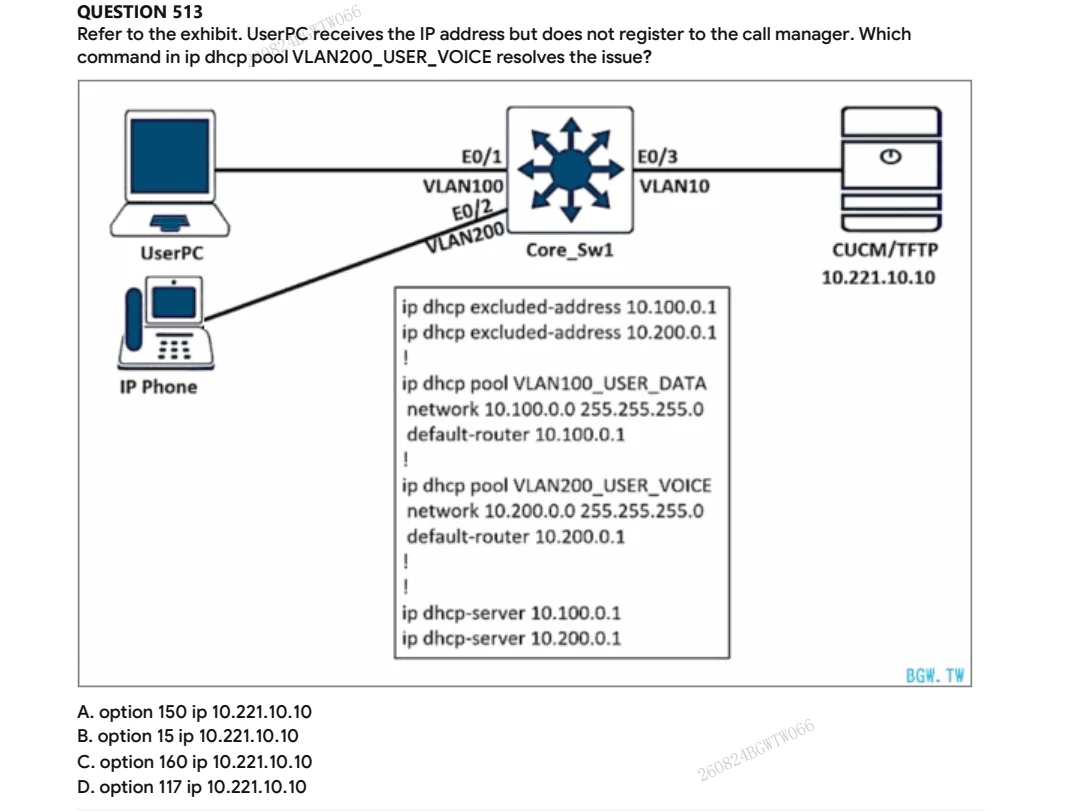 QUESTION 513
Refer to the exhibit. UserPC receives the IP address but does not register to the call manager. Which
command in ip dhcp pool VLAN200_USER_VOICE resolves the issue?
260824BGWTW066
E0/1
E0/3
VLAN100
VLAN10
E0/2
VLAN200
UserPC
Core_Sw1
CUCM/TFTP
10.221.10.10
IP Phone
ip dhcp excluded-address 10.100.0.1
ip dhcp excluded-address 10.200.0.1
!
ip dhcp pool VLAN100_USER_DATA
network 10.100.0.0 255.255.255.0
default-router 10.100.0.1
!
ip dhcp pool VLAN200_USER_VOICE
network 10.200.0.0 255.255.255.0
default-router 10.200.0.1
!
!
ip dhcp-server 10.100.0.1
ip dhcp-server 10.200.0.1
BGW.TW
A. option 150 ip 10.221.10.10
B. option 15 ip 10.221.10.10
C. option 160 ip 10.221.10.10
D. option 117 ip 10.221.10.10
260824BGWTW066